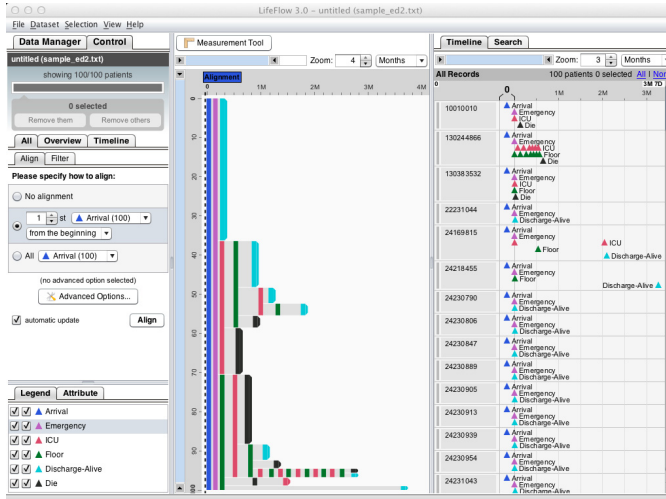 LifeFlow 3.0 – untitled (sample_ed2.txt)
File Dataset Selection View Help
Data Manager Control
untitled (sample_ed2.txt)
showing 100/100 patients
0 selected
Remove them Remove others
All Overview Timeline
Align Filter
Please specify how to align:
No alignment
1 st Arrival (100)
from the beginning
All Arrival (100)
(no advanced option selected)
Advanced Options...
automatic update Align
Legend Attribute
Arrival
Emergency
ICU
Floor
Discharge-Alive
Die
Measurement Tool
Zoom: 4 Months
Alignment
0 1M 2M 3M 4M
0
10
20
30
40
50
60
70
80
90
100
Timeline Search
Zoom: 3 Months
All Records 100 patients 0 selected All | Nor
0 3M 7D
0 1M 2M 3M
10010010
Arrival
Emergency
ICU
Die
130244866
Arrival
Emergency
ICU
Floor
Die
130383532
Arrival
Emergency
ICU
Floor
Die
22231044
Arrival
Emergency
Discharge-Alive
24169815
Arrival
Emergency
ICU
Floor
Discharge-Alive
24218455
Arrival
Emergency
Floor
Discharge-Alive
24230790
Arrival
Emergency
Discharge-Alive
24230806
Arrival
Emergency
Discharge-Alive
24230847
Arrival
Emergency
Discharge-Alive
24230889
Arrival
Emergency
Discharge-Alive
24230905
Arrival
Emergency
Discharge-Alive
24230913
Arrival
Emergency
Discharge-Alive
24230939
Arrival
Emergency
Discharge-Alive
24230954
Arrival
Emergency
Discharge-Alive
24231043
Arrival
Emergency
Discharge-Alive